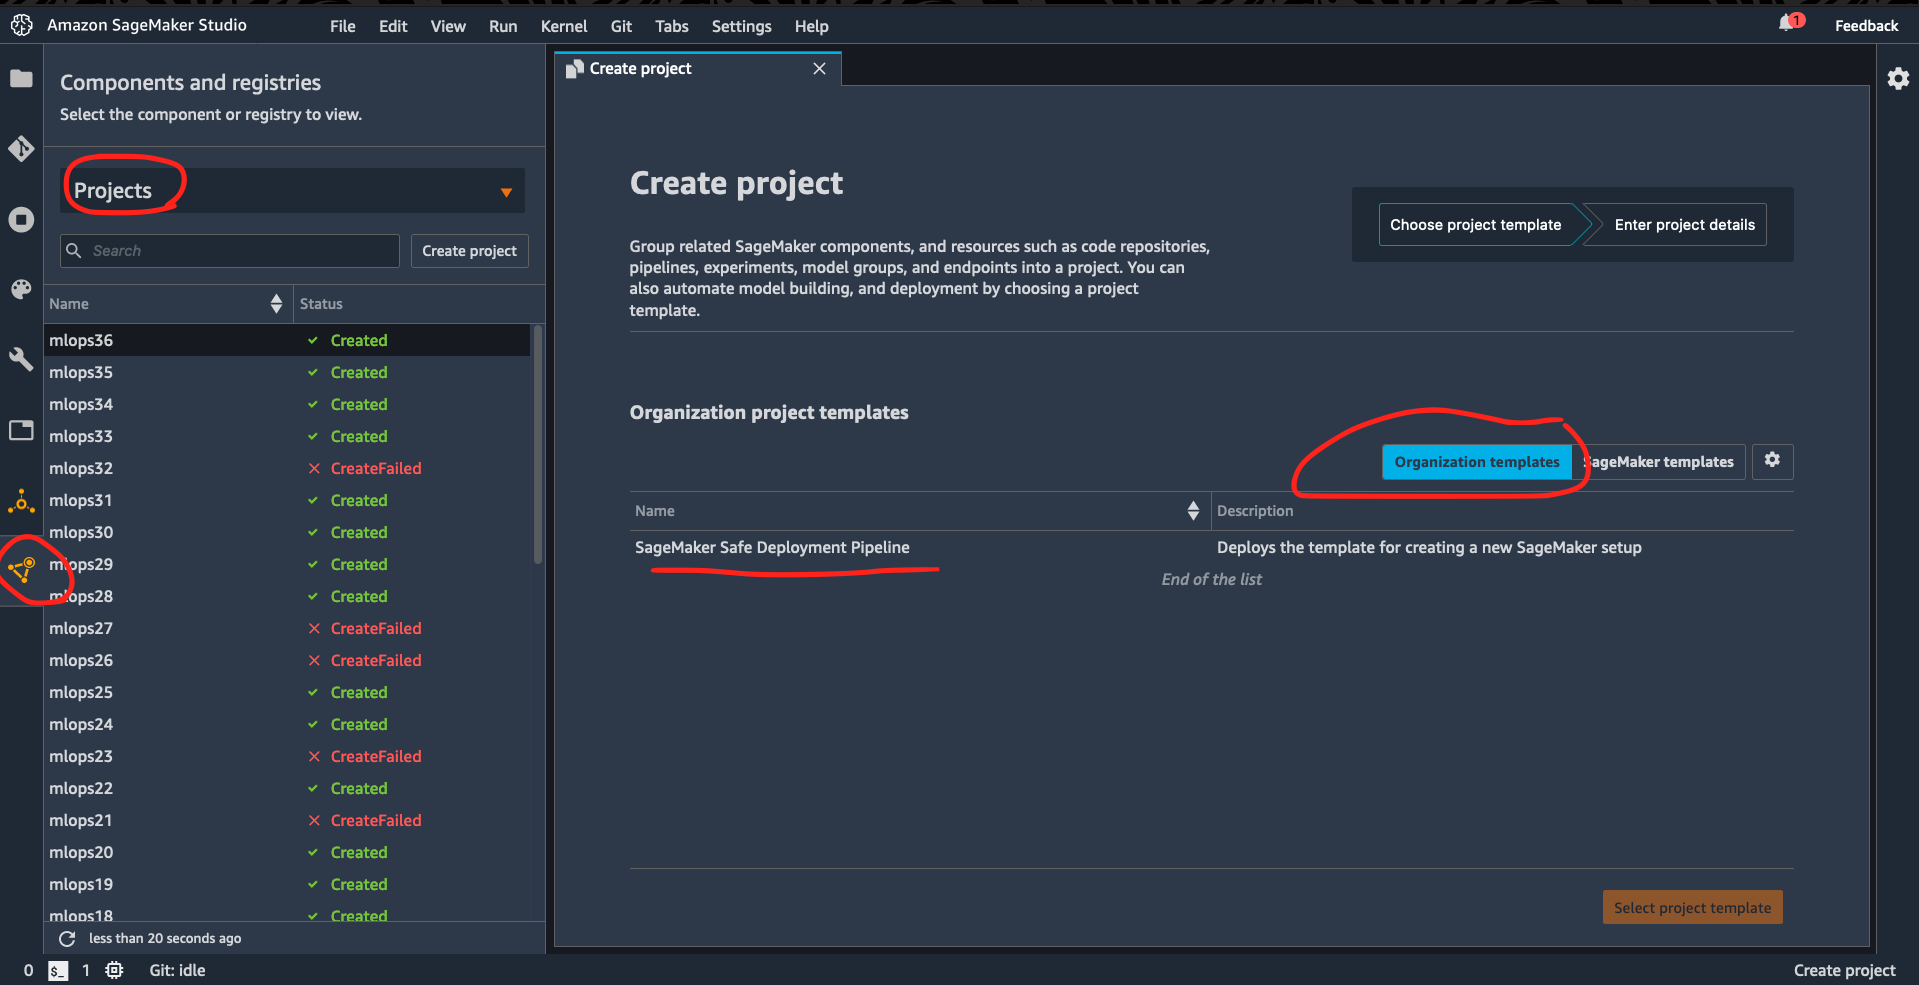 Amazon SageMaker Studio
File Edit View Run Kernel Git Tabs Settings Help
1
Feedback
Components and registries
Select the component or registry to view.
Projects
Search
Create project
Name Status
mlops36 Created
mlops35 Created
mlops34 Created
mlops33 Created
mlops32 CreateFailed
mlops31 Created
mlops30 Created
mlops29 Created
mlops28 Created
mlops27 CreateFailed
mlops26 CreateFailed
mlops25 Created
mlops24 Created
mlops23 CreateFailed
mlops22 Created
mlops21 CreateFailed
mlops20 Created
mlops19 Created
mlops18 Created
less than 20 seconds ago
Create project
Create project
Choose project template Enter project details
Group related SageMaker components, and resources such as code repositories,
pipelines, experiments, model groups, and endpoints into a project. You can
also automate model building, and deployment by choosing a project
template.
Organization project templates
Organization templates SageMaker templates
Name Description
SageMaker Safe Deployment Pipeline Deploys the template for creating a new SageMaker setup
End of the list
Select project template
0 $_ 1 Git: idle
Create project